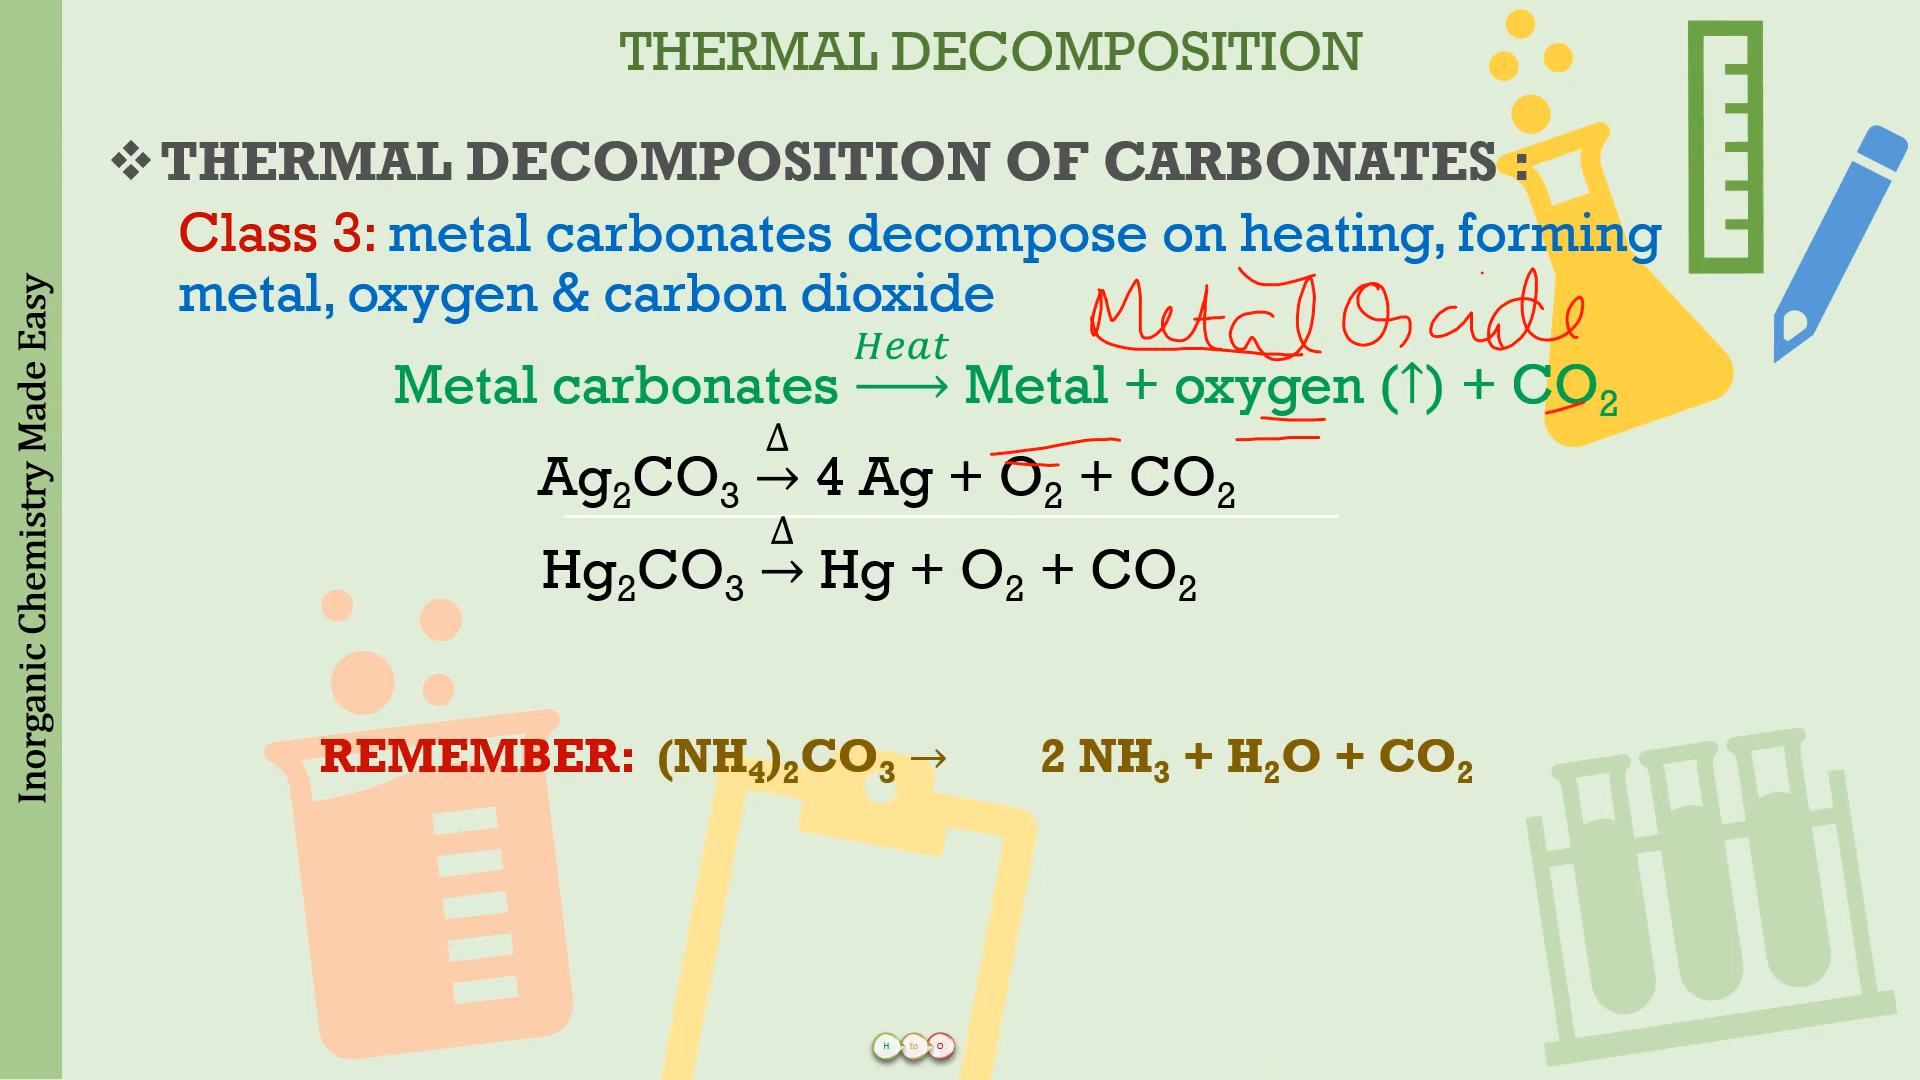 THERMAL DECOMPOSITION
❖ THERMAL DECOMPOSITION OF CARBONATES :
Class 3: metal carbonates decompose on heating, forming
metal, oxygen & carbon dioxide
Metal Oxide
Metal carbonates Heat⟶ Metal + oxygen (↑) + CO₂
Ag₂CO₃ Δ→ 4 Ag + O₂ + CO₂
Hg₂CO₃ Δ→ Hg + O₂ + CO₂
REMEMBER: (NH₄)₂CO₃ → 2 NH₃ + H₂O + CO₂
Inorganic Chemistry Made Easy
H to O